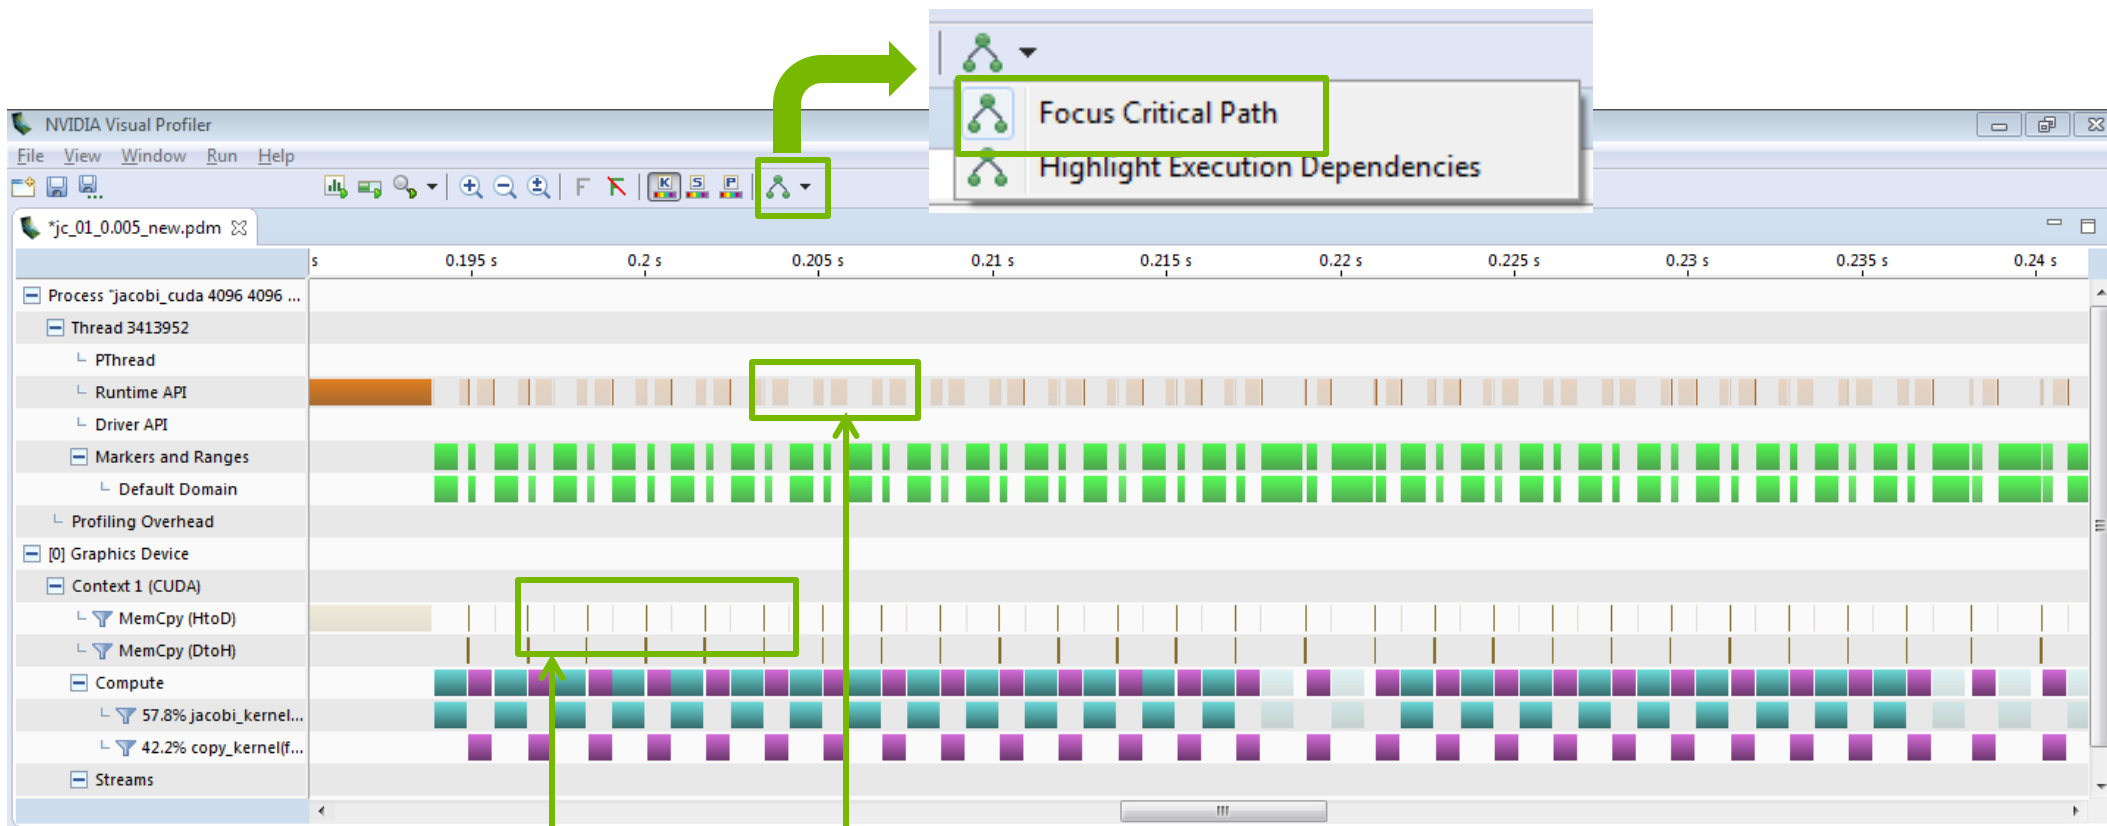 Focus Critical Path
Highlight Execution Dependencies
NVIDIA Visual Profiler
File View Window Run Help
F K S P
*jc_01_0.005_new.pdm
s 0.195 s 0.2 s 0.205 s 0.21 s 0.215 s 0.22 s 0.225 s 0.23 s 0.235 s 0.24 s
Process "jacobi_cuda 4096 4096 ...
Thread 3413952
PThread
Runtime API
Driver API
Markers and Ranges
Default Domain
Profiling Overhead
[0] Graphics Device
Context 1 (CUDA)
MemCpy (HtoD)
MemCpy (DtoH)
Compute
57.8% jacobi_kernel...
42.2% copy_kernel(f...
Streams